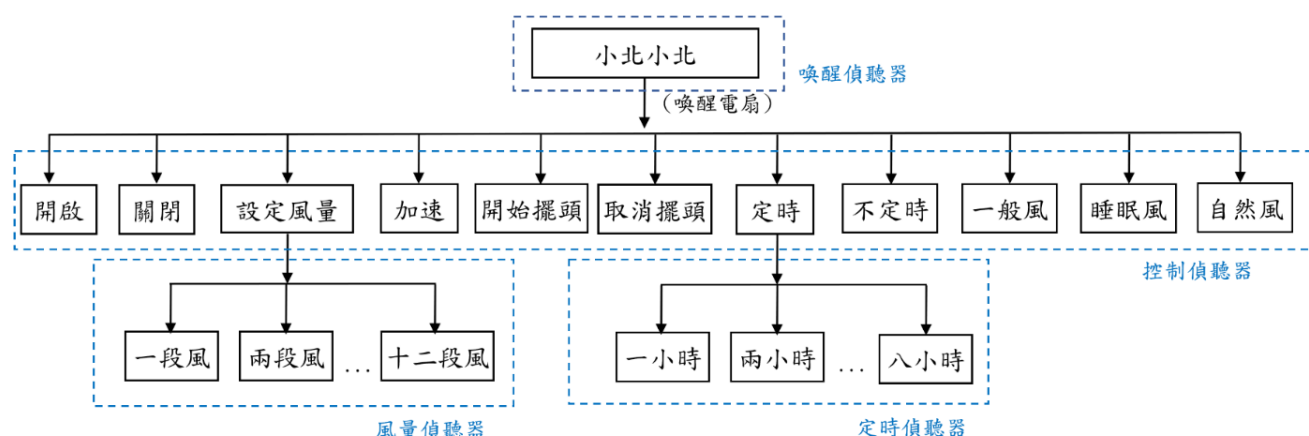 小北小北
喚醒偵聽器
(喚醒電扇)
開啟 關閉 設定風量 加速 開始擺頭 取消擺頭 定時 不定時 一般風 睡眠風 自然風
控制偵聽器
一段風 兩段風 ... 十二段風 一小時 兩小時 ... 八小時
風量偵聽器 定時偵聽器